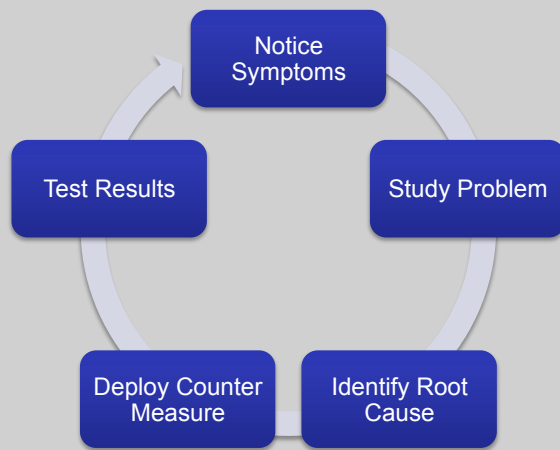 Notice
Symptoms
Study Problem
Identify Root
Cause
Deploy Counter
Measure
Test Results